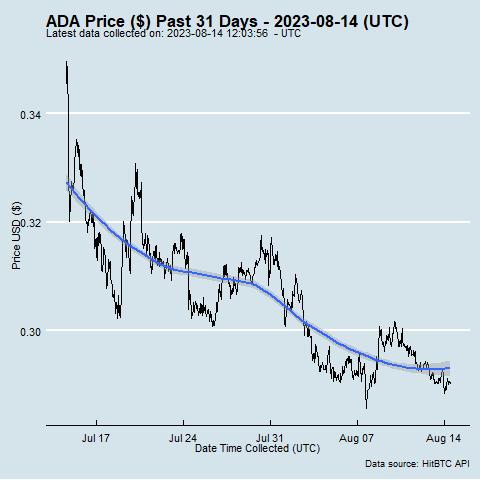 ADA Price ($) Past 31 Days - 2023-08-14 (UTC)
Latest data collected on: 2023-08-14 12:03:56 - UTC
0.34
0.32
0.30
Price USD ($)
Jul 17 Jul 24 Jul 31 Aug 07 Aug 14
Date Time Collected (UTC)
Data source: HitBTC API